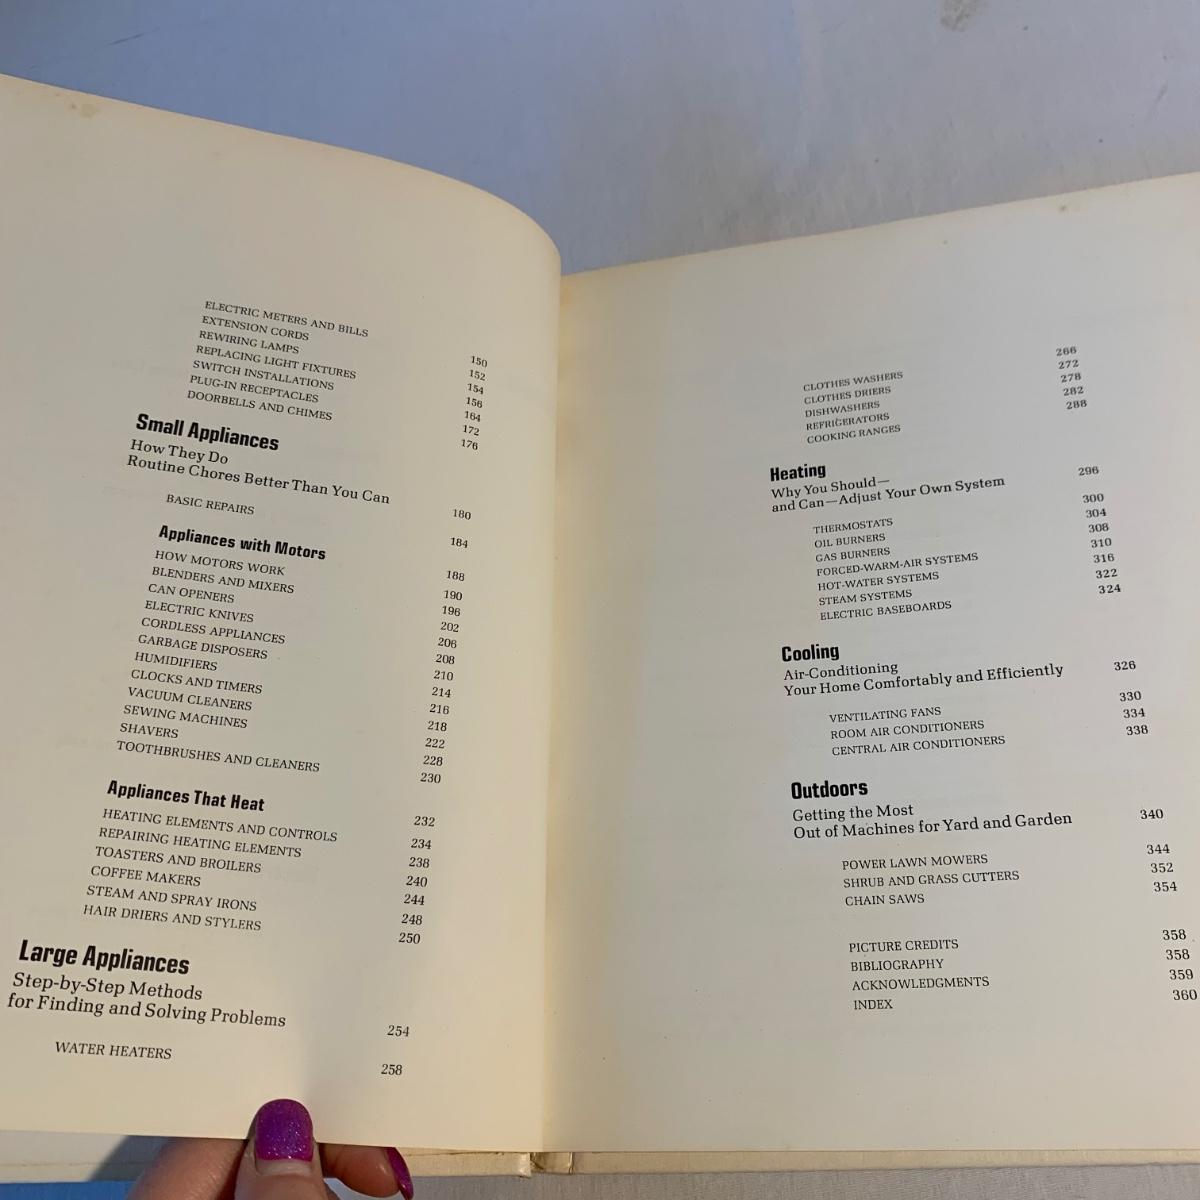 ELECTRIC METERS AND BILLS 150
EXTENSION CORDS 152
REWIRING LAMPS 154
REPLACING LIGHT FIXTURES 156
SWITCH INSTALLATIONS 164
PLUG-IN RECEPTACLES 172
DOORBELLS AND CHIMES 176
Small Appliances
How They Do
Routine Chores Better Than You Can 180
BASIC REPAIRS 184
Appliances with Motors 188
HOW MOTORS WORK 190
BLENDERS AND MIXERS 196
CAN OPENERS 202
ELECTRIC KNIVES 206
CORDLESS APPLIANCES 208
GARBAGE DISPOSERS 210
HUMIDIFIERS 214
CLOCKS AND TIMERS 216
VACUUM CLEANERS 218
SEWING MACHINES 222
SHAVERS 228
TOOTHBRUSHES AND CLEANERS 230
Appliances That Heat 232
HEATING ELEMENTS AND CONTROLS 234
REPAIRING HEATING ELEMENTS 238
TOASTERS AND BROILERS 240
COFFEE MAKERS 244
STEAM AND SPRAY IRONS 248
HAIR DRIERS AND STYLERS 250
Large Appliances
Step-by-Step Methods
for Finding and Solving Problems 254
WATER HEATERS 258
CLOTHES WASHERS 266
CLOTHES DRIERS 272
DISHWASHERS 278
REFRIGERATORS 282
COOKING RANGES 288
Heating
Why You Should—
and Can—Adjust Your Own System 296
THERMOSTATS 300
OIL BURNERS 304
GAS BURNERS 308
FORCED-WARM-AIR SYSTEMS 310
HOT-WATER SYSTEMS 316
STEAM SYSTEMS 322
ELECTRIC BASEBOARDS 324
Cooling
Air-Conditioning
Your Home Comfortably and Efficiently 326
VENTILATING FANS 330
ROOM AIR CONDITIONERS 334
CENTRAL AIR CONDITIONERS 338
Outdoors
Getting the Most
Out of Machines for Yard and Garden 340
POWER LAWN MOWERS 344
SHRUB AND GRASS CUTTERS 352
CHAIN SAWS 354
PICTURE CREDITS 358
BIBLIOGRAPHY 358
ACKNOWLEDGMENTS 359
INDEX 360